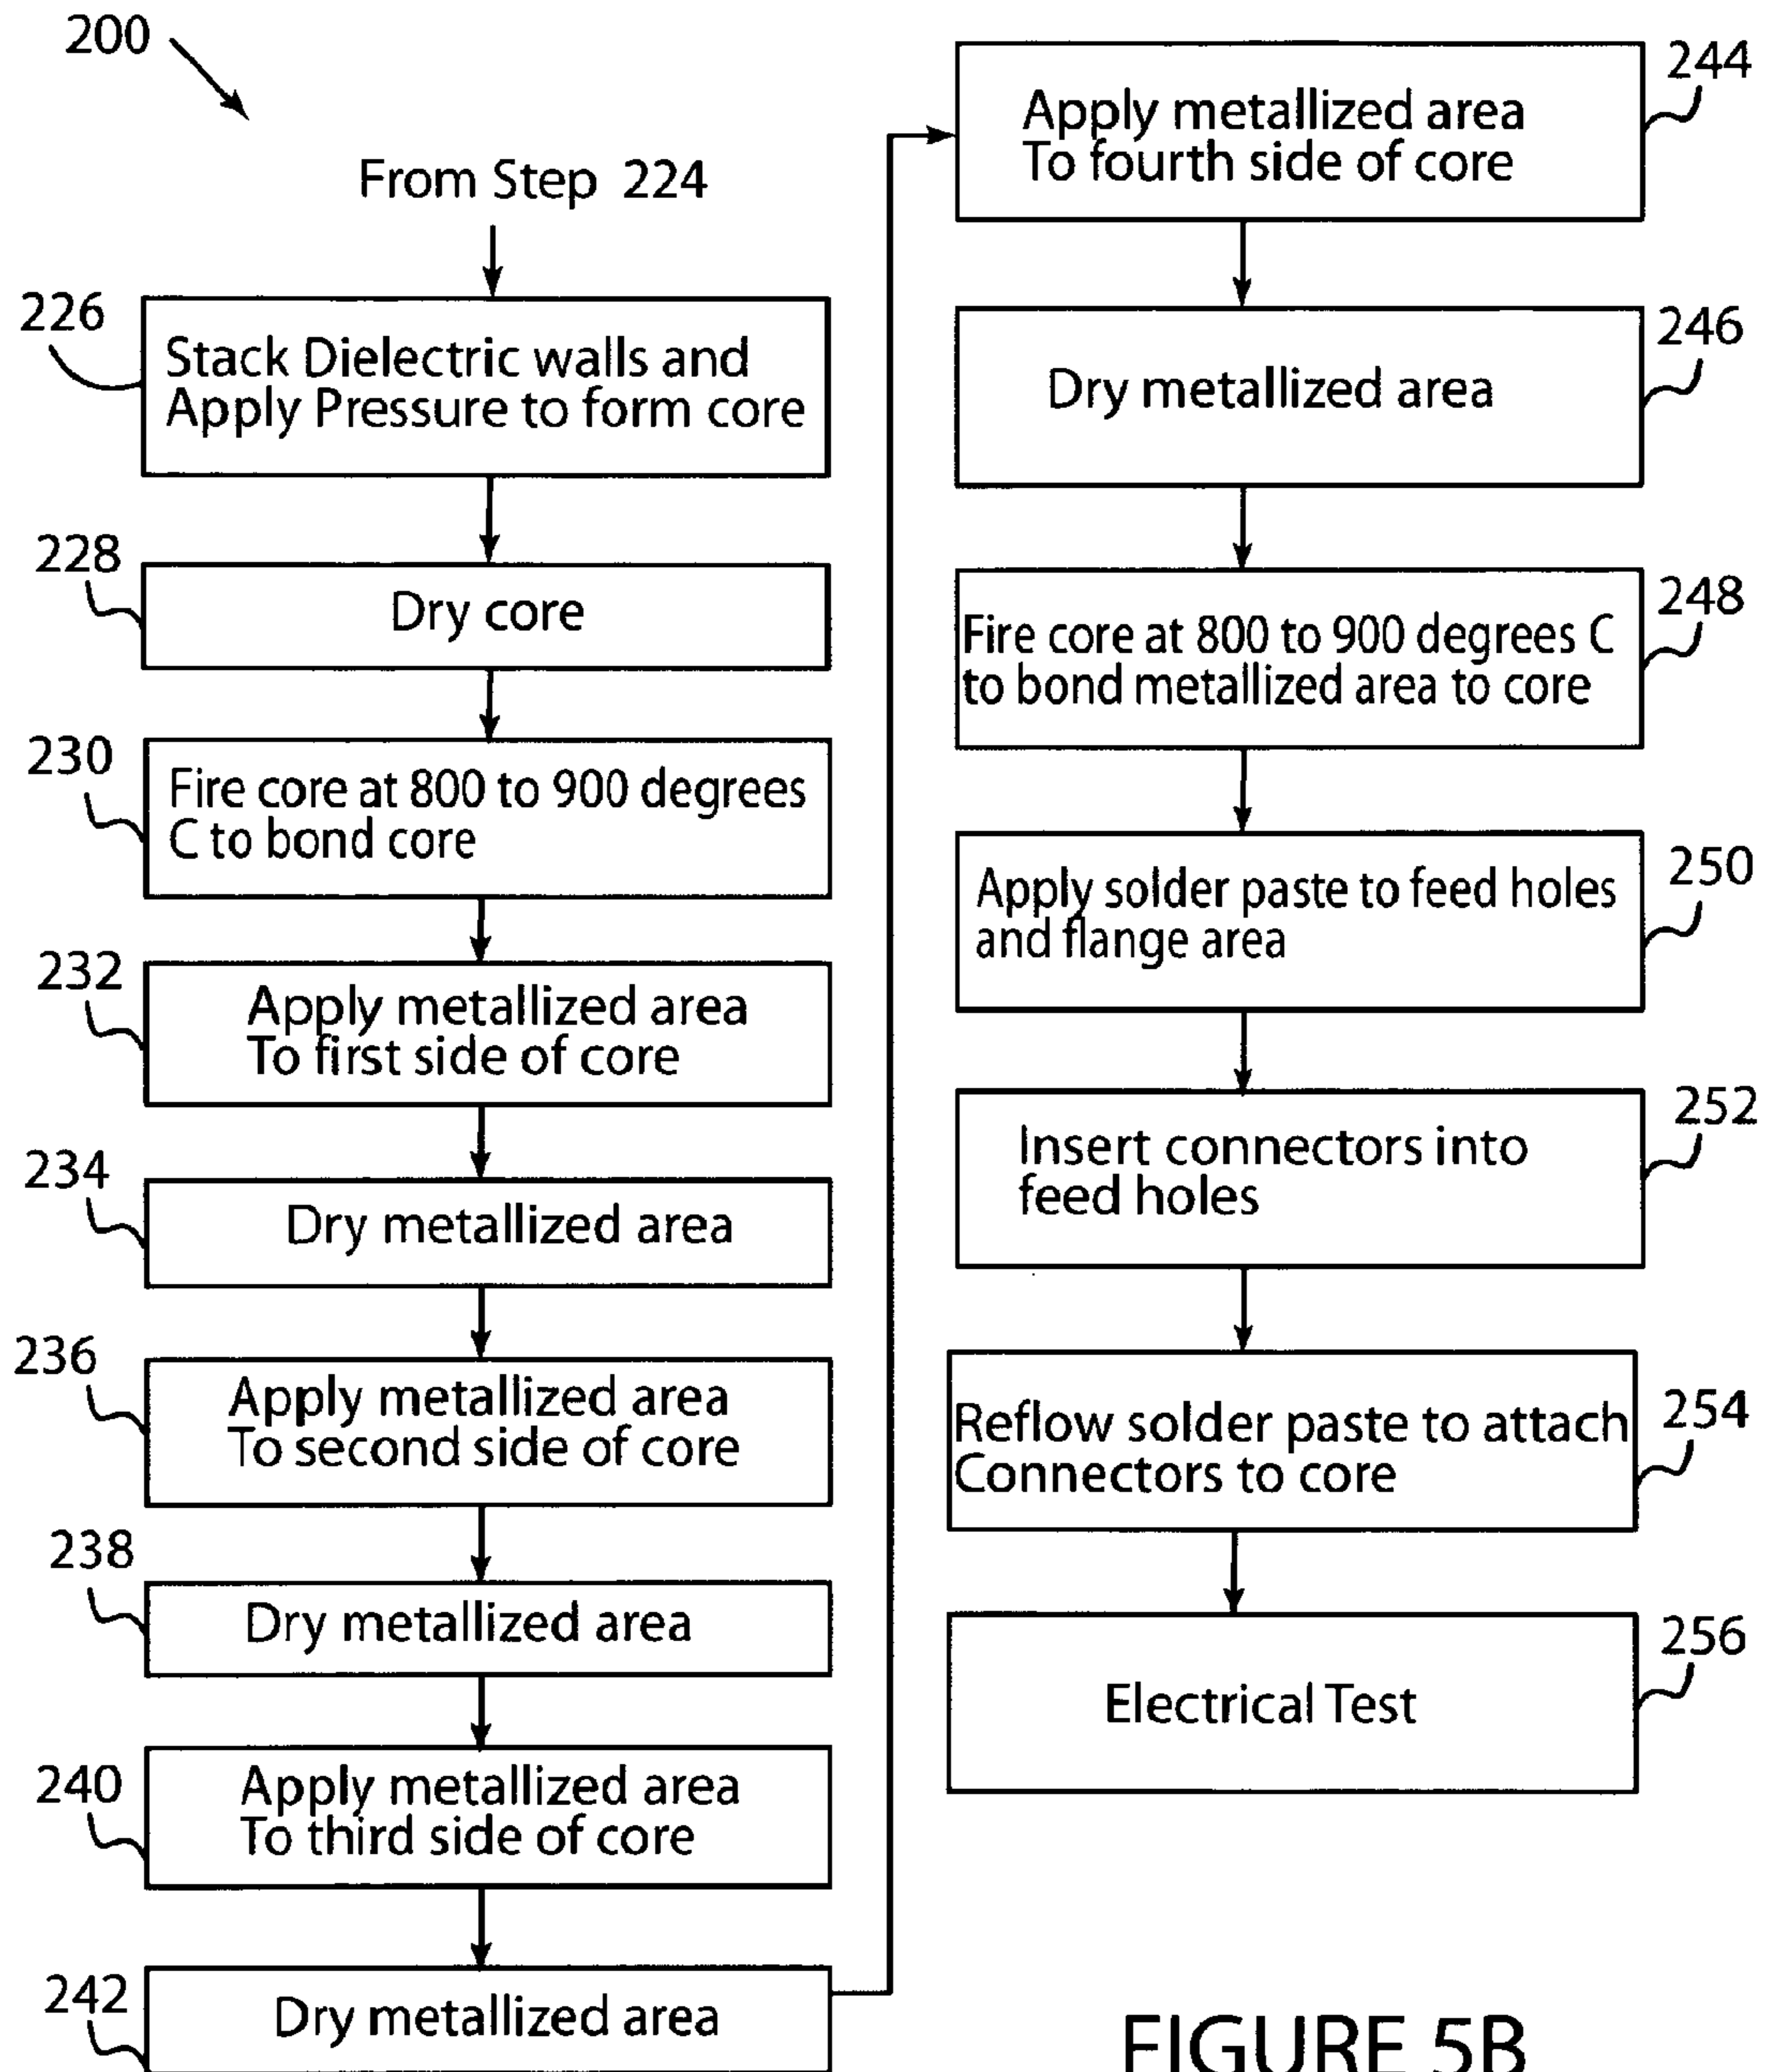 200
From Step 224
226
Stack Dielectric walls and
Apply Pressure to form core
228
Dry core
230
Fire core at 800 to 900 degrees
C to bond core
232
Apply metallized area
To first side of core
234
Dry metallized area
236
Apply metallized area
To second side of core
238
Dry metallized area
240
Apply metallized area
To third side of core
242
Dry metallized area
244
Apply metallized area
To fourth side of core
246
Dry metallized area
248
Fire core at 800 to 900 degrees C
to bond metallized area to core
250
Apply solder paste to feed holes
and flange area
252
Insert connectors into
feed holes
254
Reflow solder paste to attach
Connectors to core
256
Electrical Test
FIGURE 5B